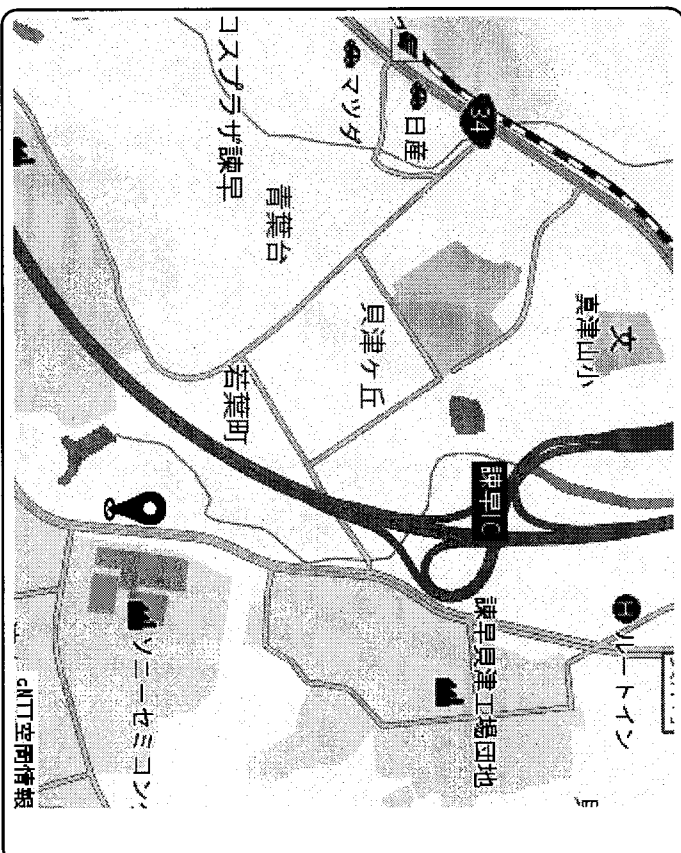 文
真津山小
H ルートイン
34
諫早IC
諫早貝津工場団地
日産
マツダ
貝津ヶ丘
青葉台
コスプラザ諫早
若葉町
ソニーセミコン
cNTT空間情報